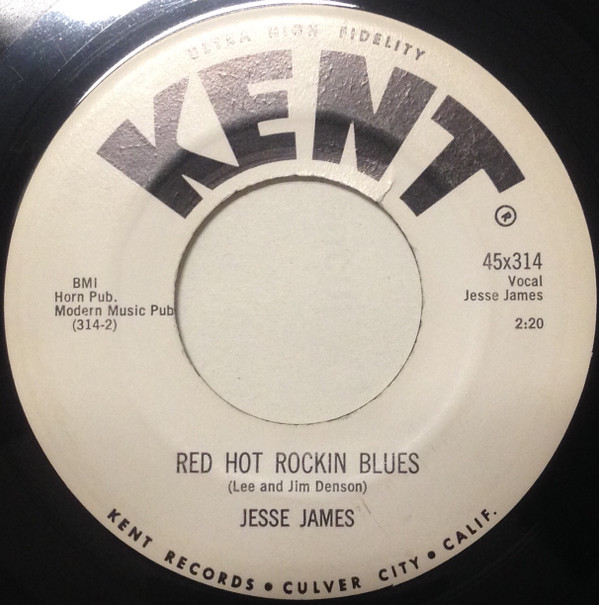 ULTRA HIGH FIDELITY
KENT
®
BMI
Horn Pub.
Modern Music Pub
(314-2)
45x314
Vocal
Jesse James
2:20
RED HOT ROCKIN BLUES
(Lee and Jim Denson)
JESSE JAMES
KENT RECORDS • CULVER CITY • CALIF.